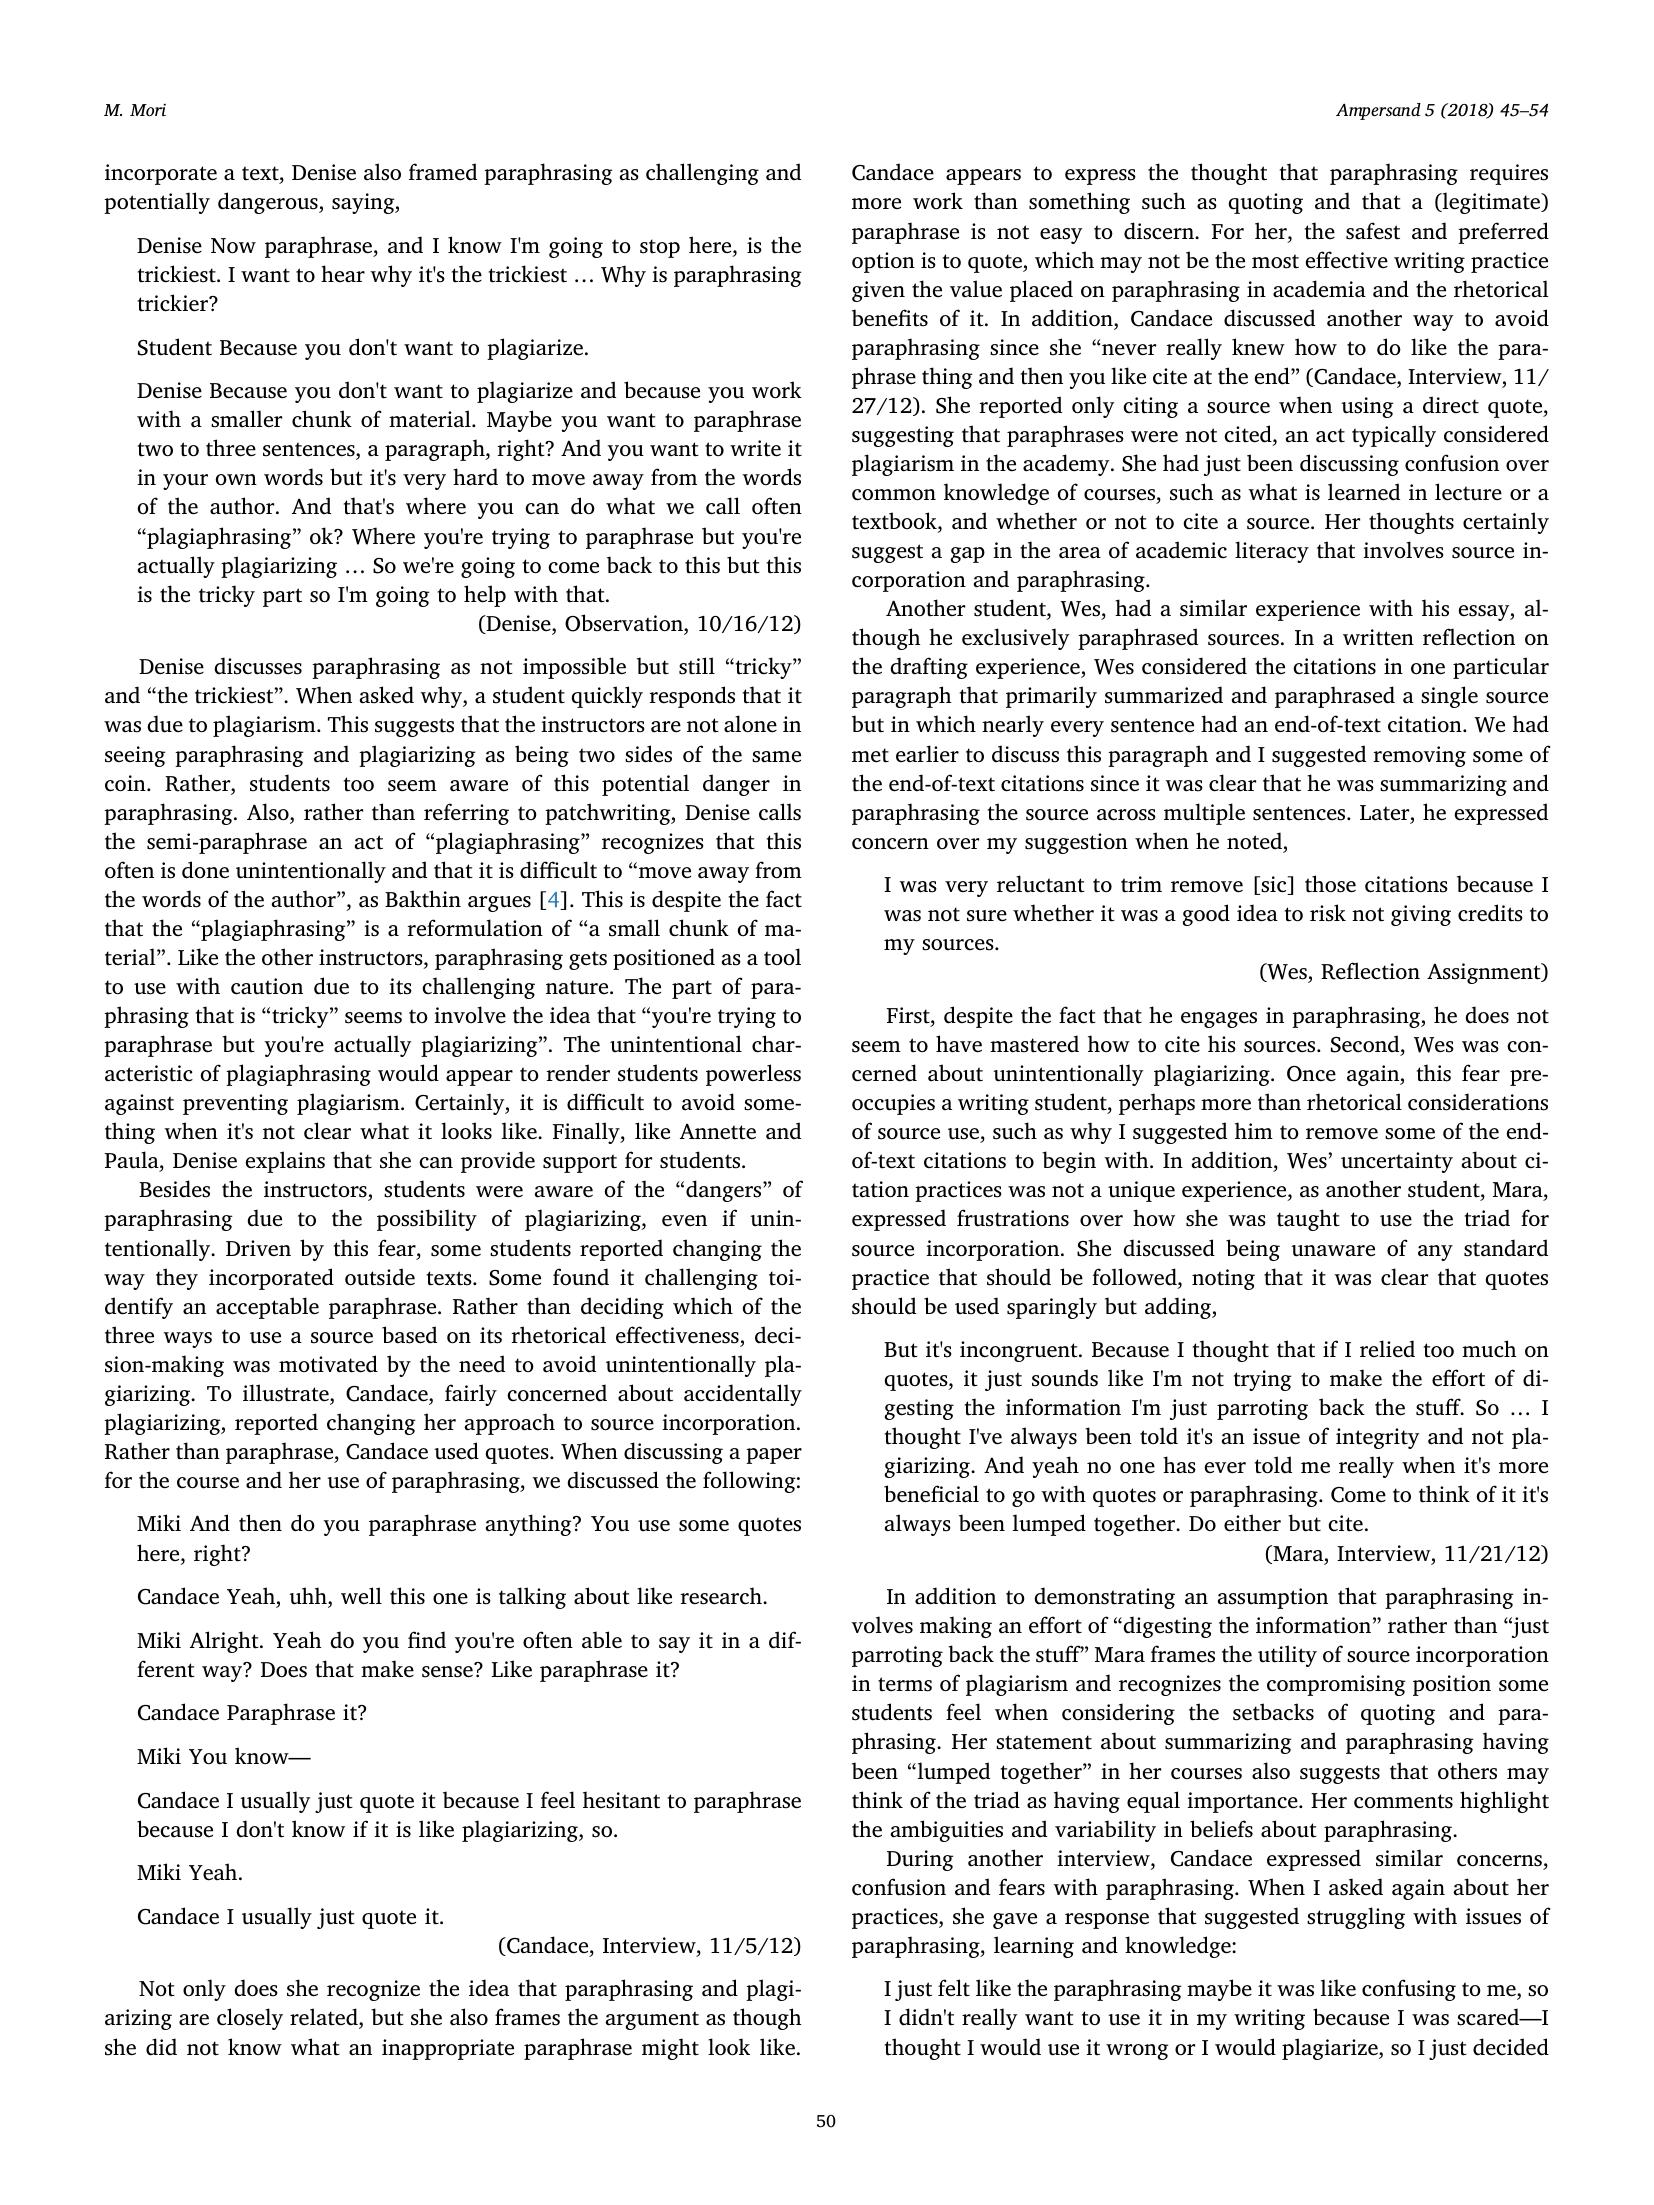 M. Mori
Ampersand 5 (2018) 45–54
incorporate a text, Denise also framed paraphrasing as challenging and
potentially dangerous, saying,
Denise Now paraphrase, and I know I'm going to stop here, is the
trickiest. I want to hear why it's the trickiest … Why is paraphrasing
trickier?
Student Because you don't want to plagiarize.
Denise Because you don't want to plagiarize and because you work
with a smaller chunk of material. Maybe you want to paraphrase
two to three sentences, a paragraph, right? And you want to write it
in your own words but it's very hard to move away from the words
of the author. And that's where you can do what we call often
“plagiaphrasing” ok? Where you're trying to paraphrase but you're
actually plagiarizing … So we're going to come back to this but this
is the tricky part so I'm going to help with that.
(Denise, Observation, 10/16/12)
Denise discusses paraphrasing as not impossible but still “tricky”
and “the trickiest”. When asked why, a student quickly responds that it
was due to plagiarism. This suggests that the instructors are not alone in
seeing paraphrasing and plagiarizing as being two sides of the same
coin. Rather, students too seem aware of this potential danger in
paraphrasing. Also, rather than referring to patchwriting, Denise calls
the semi-paraphrase an act of “plagiaphrasing” recognizes that this
often is done unintentionally and that it is difficult to “move away from
the words of the author”, as Bakthin argues [4]. This is despite the fact
that the “plagiaphrasing” is a reformulation of “a small chunk of ma-
terial”. Like the other instructors, paraphrasing gets positioned as a tool
to use with caution due to its challenging nature. The part of para-
phrasing that is “tricky” seems to involve the idea that “you're trying to
paraphrase but you're actually plagiarizing”. The unintentional char-
acteristic of plagiaphrasing would appear to render students powerless
against preventing plagiarism. Certainly, it is difficult to avoid some-
thing when it's not clear what it looks like. Finally, like Annette and
Paula, Denise explains that she can provide support for students.
Besides the instructors, students were aware of the “dangers” of
paraphrasing due to the possibility of plagiarizing, even if unin-
tentionally. Driven by this fear, some students reported changing the
way they incorporated outside texts. Some found it challenging toi-
dentify an acceptable paraphrase. Rather than deciding which of the
three ways to use a source based on its rhetorical effectiveness, deci-
sion-making was motivated by the need to avoid unintentionally pla-
giarizing. To illustrate, Candace, fairly concerned about accidentally
plagiarizing, reported changing her approach to source incorporation.
Rather than paraphrase, Candace used quotes. When discussing a paper
for the course and her use of paraphrasing, we discussed the following:
Miki And then do you paraphrase anything? You use some quotes
here, right?
Candace Yeah, uhh, well this one is talking about like research.
Miki Alright. Yeah do you find you're often able to say it in a dif-
ferent way? Does that make sense? Like paraphrase it?
Candace Paraphrase it?
Miki You know—
Candace I usually just quote it because I feel hesitant to paraphrase
because I don't know if it is like plagiarizing, so.
Miki Yeah.
Candace I usually just quote it.
(Candace, Interview, 11/5/12)
Not only does she recognize the idea that paraphrasing and plagi-
arizing are closely related, but she also frames the argument as though
she did not know what an inappropriate paraphrase might look like.
Candace appears to express the thought that paraphrasing requires
more work than something such as quoting and that a (legitimate)
paraphrase is not easy to discern. For her, the safest and preferred
option is to quote, which may not be the most effective writing practice
given the value placed on paraphrasing in academia and the rhetorical
benefits of it. In addition, Candace discussed another way to avoid
paraphrasing since she “never really knew how to do like the para-
phrase thing and then you like cite at the end” (Candace, Interview, 11/
27/12). She reported only citing a source when using a direct quote,
suggesting that paraphrases were not cited, an act typically considered
plagiarism in the academy. She had just been discussing confusion over
common knowledge of courses, such as what is learned in lecture or a
textbook, and whether or not to cite a source. Her thoughts certainly
suggest a gap in the area of academic literacy that involves source in-
corporation and paraphrasing.
Another student, Wes, had a similar experience with his essay, al-
though he exclusively paraphrased sources. In a written reflection on
the drafting experience, Wes considered the citations in one particular
paragraph that primarily summarized and paraphrased a single source
but in which nearly every sentence had an end-of-text citation. We had
met earlier to discuss this paragraph and I suggested removing some of
the end-of-text citations since it was clear that he was summarizing and
paraphrasing the source across multiple sentences. Later, he expressed
concern over my suggestion when he noted,
I was very reluctant to trim remove [sic] those citations because I
was not sure whether it was a good idea to risk not giving credits to
my sources.
(Wes, Reflection Assignment)
First, despite the fact that he engages in paraphrasing, he does not
seem to have mastered how to cite his sources. Second, Wes was con-
cerned about unintentionally plagiarizing. Once again, this fear pre-
occupies a writing student, perhaps more than rhetorical considerations
of source use, such as why I suggested him to remove some of the end-
of-text citations to begin with. In addition, Wes’ uncertainty about ci-
tation practices was not a unique experience, as another student, Mara,
expressed frustrations over how she was taught to use the triad for
source incorporation. She discussed being unaware of any standard
practice that should be followed, noting that it was clear that quotes
should be used sparingly but adding,
But it's incongruent. Because I thought that if I relied too much on
quotes, it just sounds like I'm not trying to make the effort of di-
gesting the information I'm just parroting back the stuff. So … I
thought I've always been told it's an issue of integrity and not pla-
giarizing. And yeah no one has ever told me really when it's more
beneficial to go with quotes or paraphrasing. Come to think of it it's
always been lumped together. Do either but cite.
(Mara, Interview, 11/21/12)
In addition to demonstrating an assumption that paraphrasing in-
volves making an effort of “digesting the information” rather than “just
parroting back the stuff” Mara frames the utility of source incorporation
in terms of plagiarism and recognizes the compromising position some
students feel when considering the setbacks of quoting and para-
phrasing. Her statement about summarizing and paraphrasing having
been “lumped together” in her courses also suggests that others may
think of the triad as having equal importance. Her comments highlight
the ambiguities and variability in beliefs about paraphrasing.
During another interview, Candace expressed similar concerns,
confusion and fears with paraphrasing. When I asked again about her
practices, she gave a response that suggested struggling with issues of
paraphrasing, learning and knowledge:
I just felt like the paraphrasing maybe it was like confusing to me, so
I didn't really want to use it in my writing because I was scared—I
thought I would use it wrong or I would plagiarize, so I just decided
50